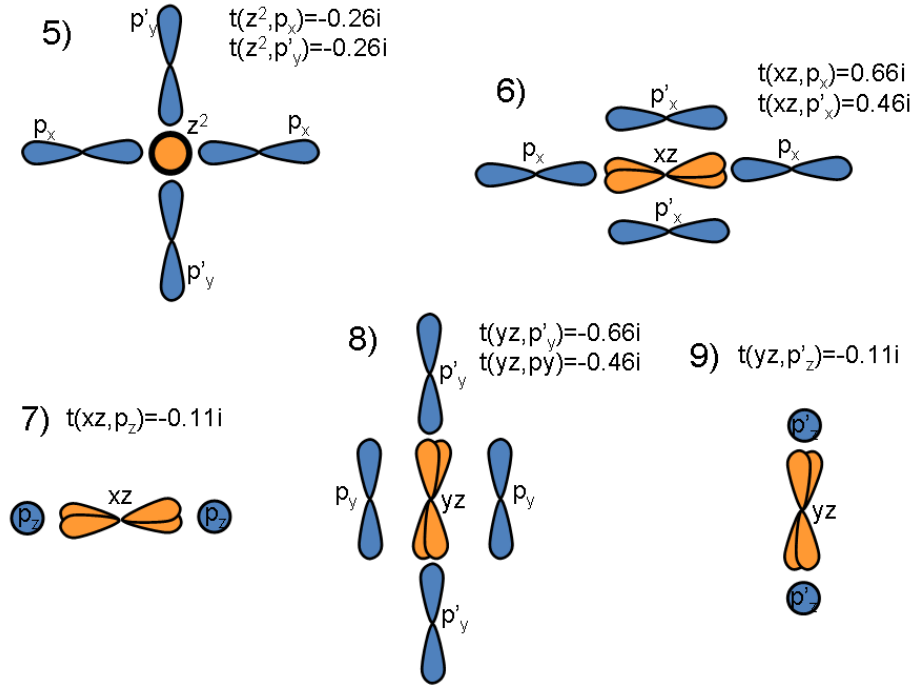 5)
p'y
t(z²,px)=-0.26i
t(z²,p'y)=-0.26i
px
z²
px
p'y
6)
t(xz,px)=0.66i
t(xz,p'x)=0.46i
p'x
px
xz
px
p'x
7)
t(xz,pz)=-0.11i
xz
pz
pz
8)
t(yz,p'y)=-0.66i
t(yz,py)=-0.46i
p'y
py
yz
py
p'y
9)
t(yz,p'z)=-0.11i
p'z
yz
p'z